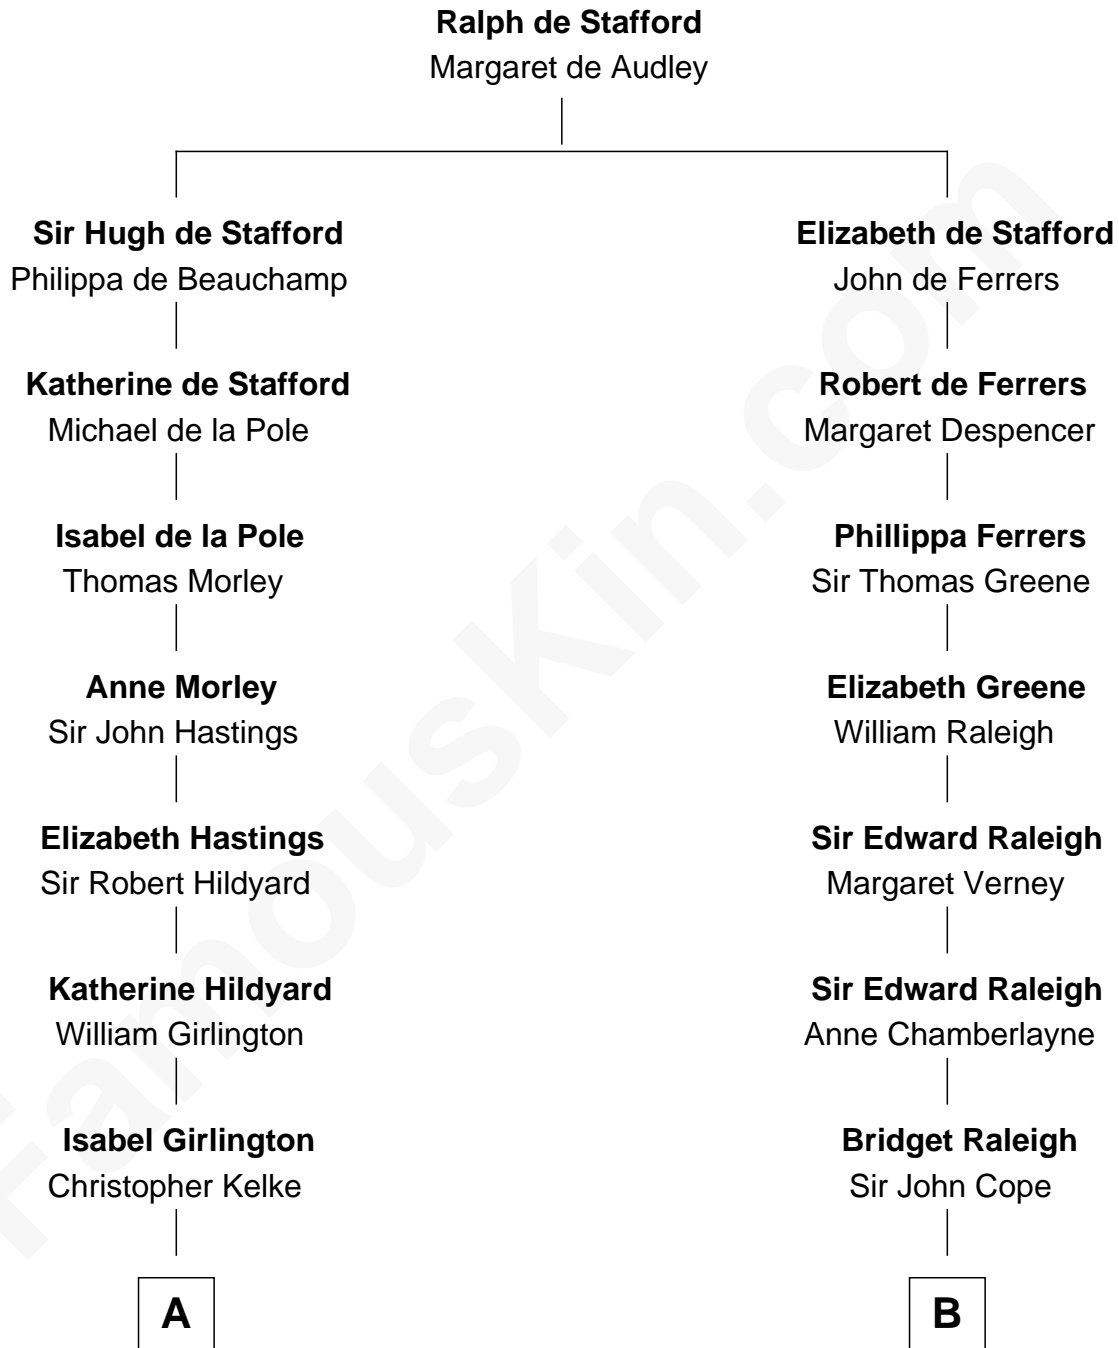 Ralph de Stafford
Margaret de Audley
Sir Hugh de Stafford
Philippa de Beauchamp
Elizabeth de Stafford
John de Ferrers
Katherine de Stafford
Michael de la Pole
Robert de Ferrers
Margaret Despencer
Isabel de la Pole
Thomas Morley
Phillippa Ferrers
Sir Thomas Greene
Anne Morley
Sir John Hastings
Elizabeth Greene
William Raleigh
Elizabeth Hastings
Sir Robert Hildyard
Sir Edward Raleigh
Margaret Verney
Katherine Hildyard
William Girlington
Sir Edward Raleigh
Anne Chamberlayne
Isabel Girlington
Christopher Kelke
Bridget Raleigh
Sir John Cope
A
B
FamousKin.com